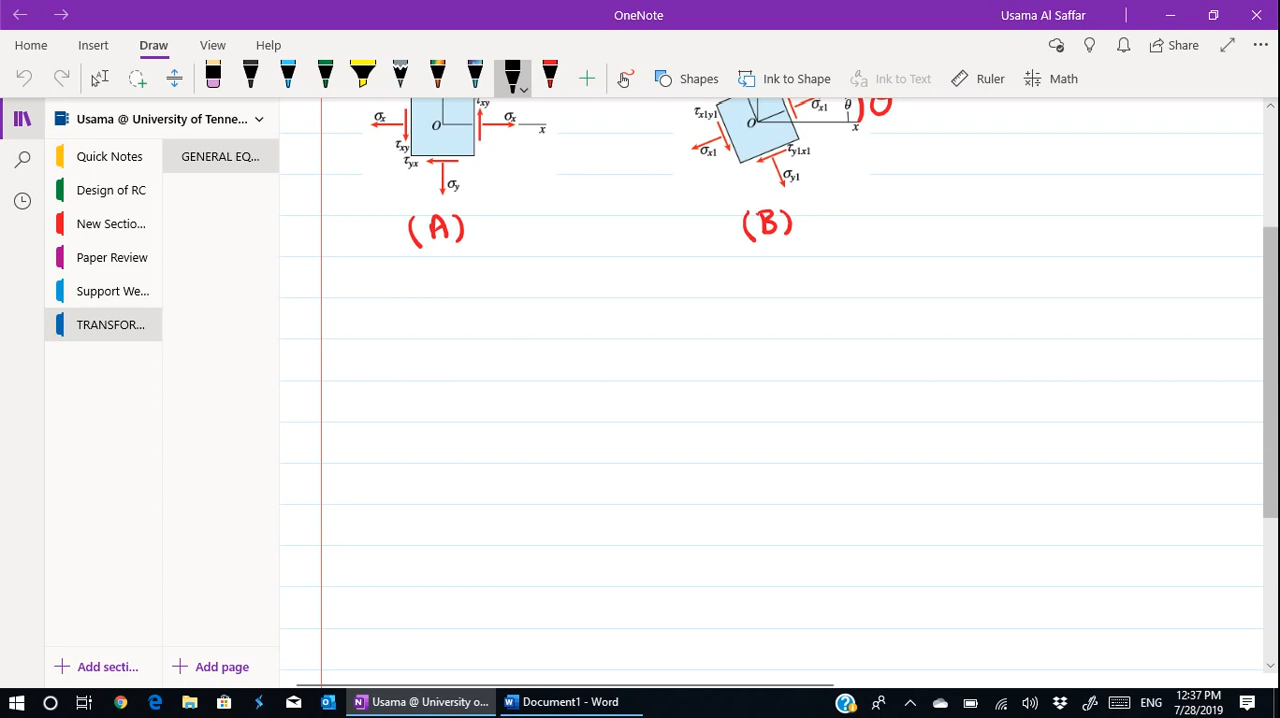 OneNote
Usama Al Saffar
Home Insert Draw View Help Share
Shapes Ink to Shape Ink to Text Ruler Math
Usama @ University of Tenne...
Quick Notes
Design of RC
New Sectio...
Paper Review
Support We...
TRANSFOR...
GENERAL EQ...
τxy
σx O σx x
τxy
τyx
σy
(A)
τx1y1 σx1 θ θ
O x
σx1 τy1x1
σy1
(B)
Add secti... Add page
Usama @ University o... Document1 - Word ENG 12:37 PM
7/28/2019